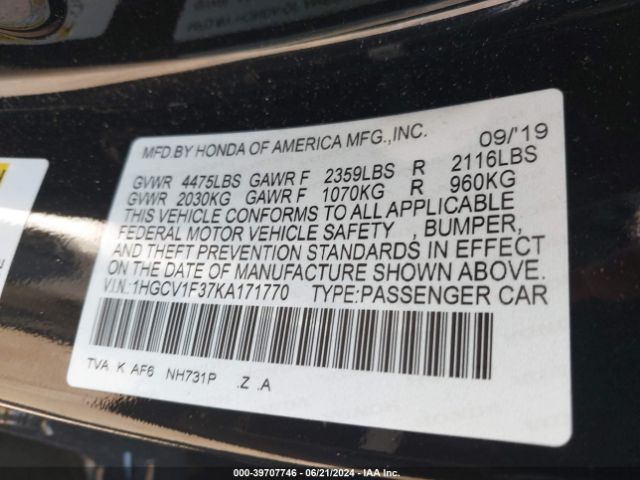 MFD.BY HONDA OF AMERICA MFG.,INC. 09/'19
GVWR 4475LBS GAWR F 2359LBS R 2116LBS
GVWR 2030KG GAWR F 1070KG R 960KG
THIS VEHICLE CONFORMS TO ALL APPLICABLE
FEDERAL MOTOR VEHICLE SAFETY , BUMPER,
AND THEFT PREVENTION STANDARDS IN EFFECT
ON THE DATE OF MANUFACTURE SHOWN ABOVE.
V.I.N.:1HGCV1F37KA171770 TYPE:PASSENGER CAR
TVA K AF6 NH731P .Z .A
000-39707746 - 06/21/2024 - IAA Inc.